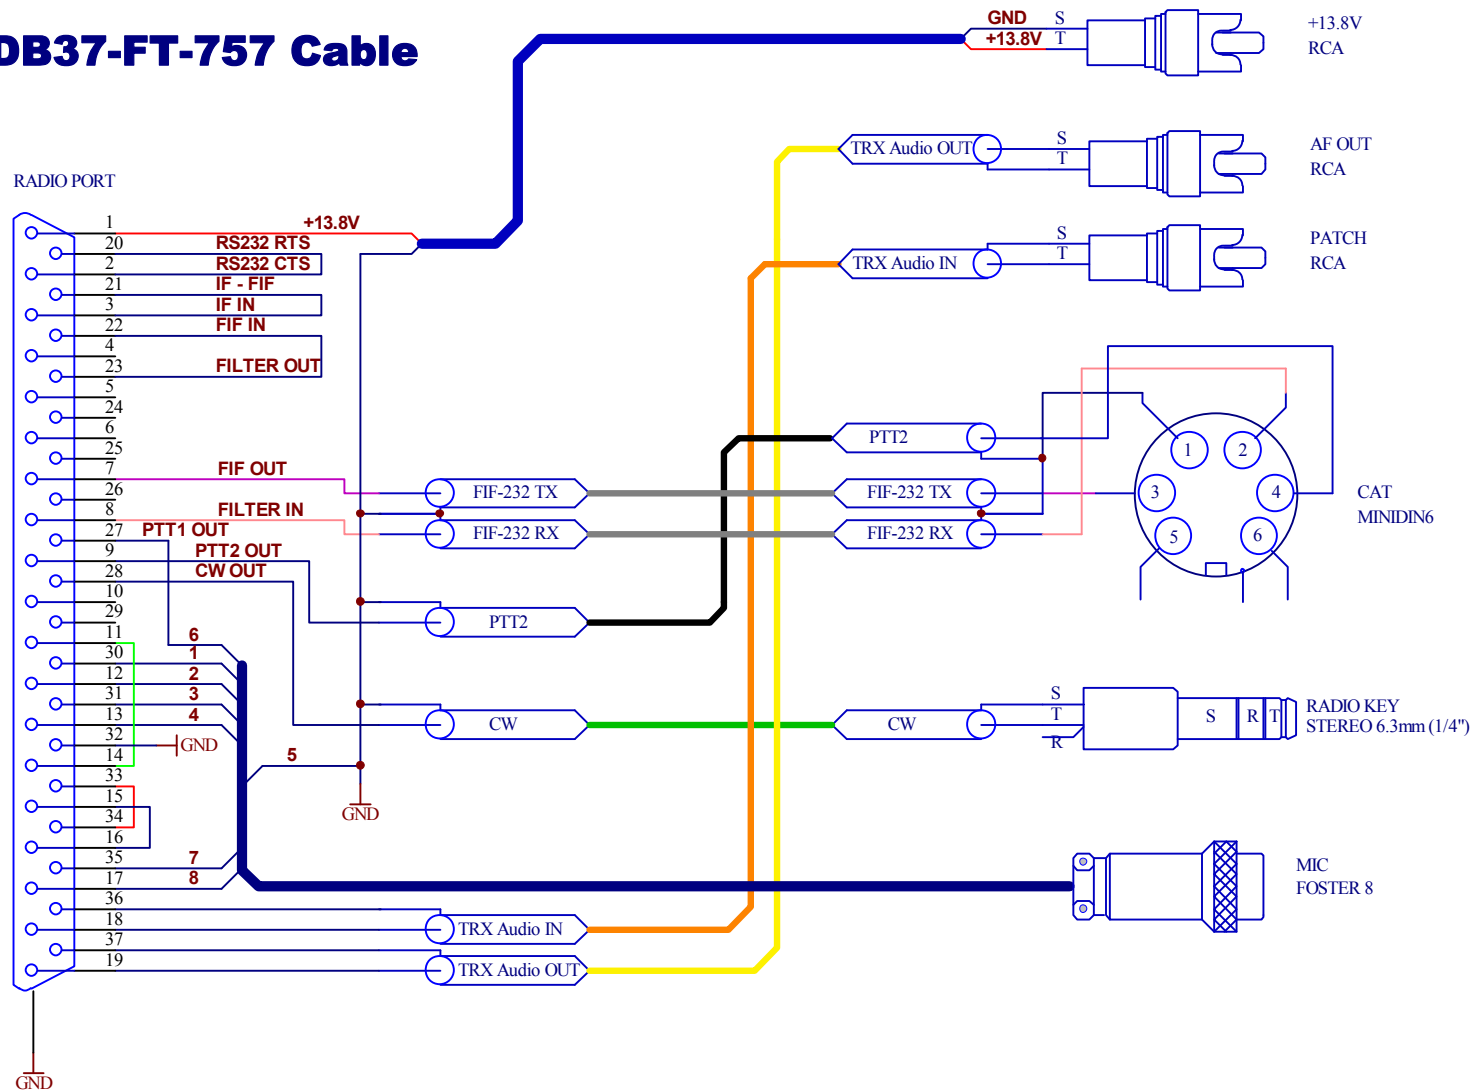 DB37-FT-757 Cable
GND S
+13.8V T
+13.8V
RCA
TRX Audio OUT
S
T
AF OUT
RCA
TRX Audio IN
S
T
PATCH
RCA
RADIO PORT
1 +13.8V
20 RS232 RTS
2 RS232 CTS
21 IF - FIF
3 IF IN
22 FIF IN
4
23 FILTER OUT
5
24
6
25
7 FIF OUT
26
8 FILTER IN
27 PTT1 OUT
9 PTT2 OUT
28 CW OUT
10
29
11
30
12
31
13
32 GND
14
33
15
34
16
35
17
36
18
37
19
6
1
2
3
4
5
7
8
GND
GND
FIF-232 TX
FIF-232 RX
PTT2
CW
TRX Audio IN
TRX Audio OUT
PTT2
FIF-232 TX
FIF-232 RX
CW
1
2
3
4
5
6
CAT
MINIDIN6
S
T
R
S R T
RADIO KEY
STEREO 6.3mm (1/4")
MIC
FOSTER 8